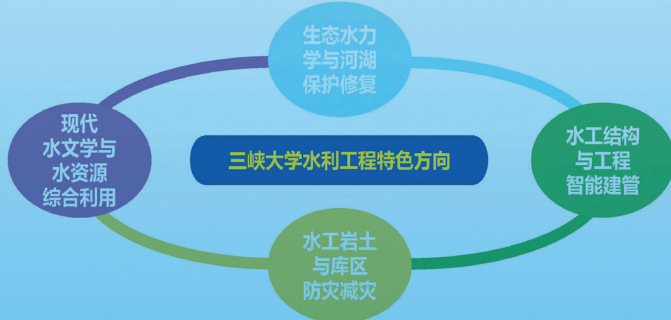 生态水力
学与河湖
保护修复
现代
水文学与
水资源
综合利用
三峡大学水利工程特色方向
水工结构
与工程
智能建管
水工岩土
与库区
防灾减灾